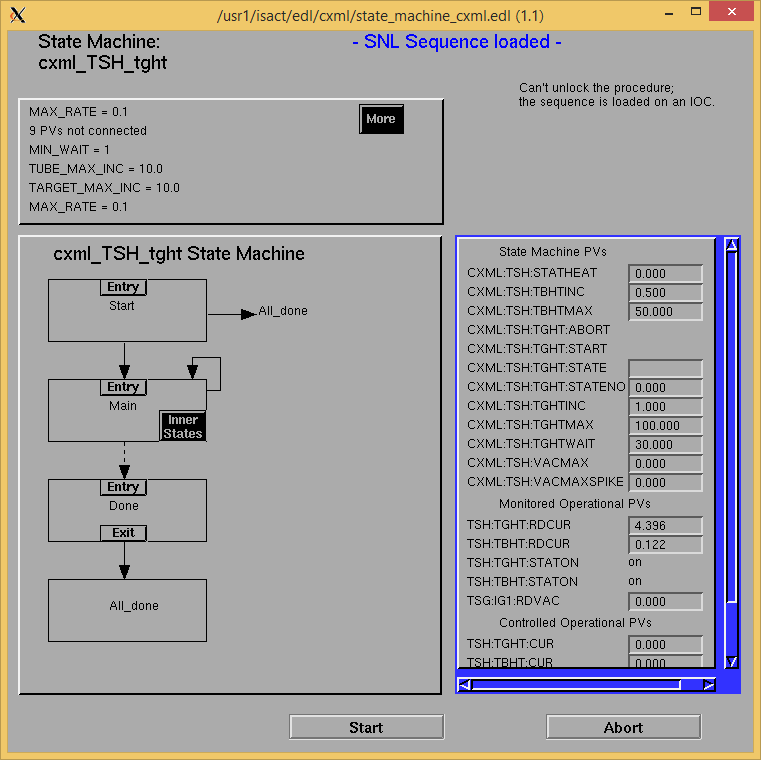 /usr1/isact/edl/cxml/state_machine_cxml.edl (1.1)
State Machine:
cxml_TSH_tght
- SNL Sequence loaded -
Can't unlock the procedure;
the sequence is loaded on an IOC.
MAX_RATE = 0.1
9 PVs not connected
MIN_WAIT = 1
TUBE_MAX_INC = 10.0
TARGET_MAX_INC = 10.0
MAX_RATE = 0.1
More
cxml_TSH_tght State Machine
Entry
Start
All_done
Entry
Main
Inner
States
Entry
Done
Exit
All_done
State Machine PVs
CXML:TSH:STATHEAT 0.000
CXML:TSH:TBHTINC 0.500
CXML:TSH:TBHTMAX 50.000
CXML:TSH:TGHT:ABORT
CXML:TSH:TGHT:START
CXML:TSH:TGHT:STATE
CXML:TSH:TGHT:STATENO 0.000
CXML:TSH:TGHTINC 1.000
CXML:TSH:TGHTMAX 100.000
CXML:TSH:TGHTWAIT 30.000
CXML:TSH:VACMAX 0.000
CXML:TSH:VACMAXSPIKE 0.000
Monitored Operational PVs
TSH:TGHT:RDCUR 4.396
TSH:TBHT:RDCUR 0.122
TSH:TGHT:STATON on
TSH:TBHT:STATON on
TSG:IG1:RDVAC 0.000
Controlled Operational PVs
TSH:TGHT:CUR 0.000
TSH:TBHT:CUR 0.000
Start
Abort